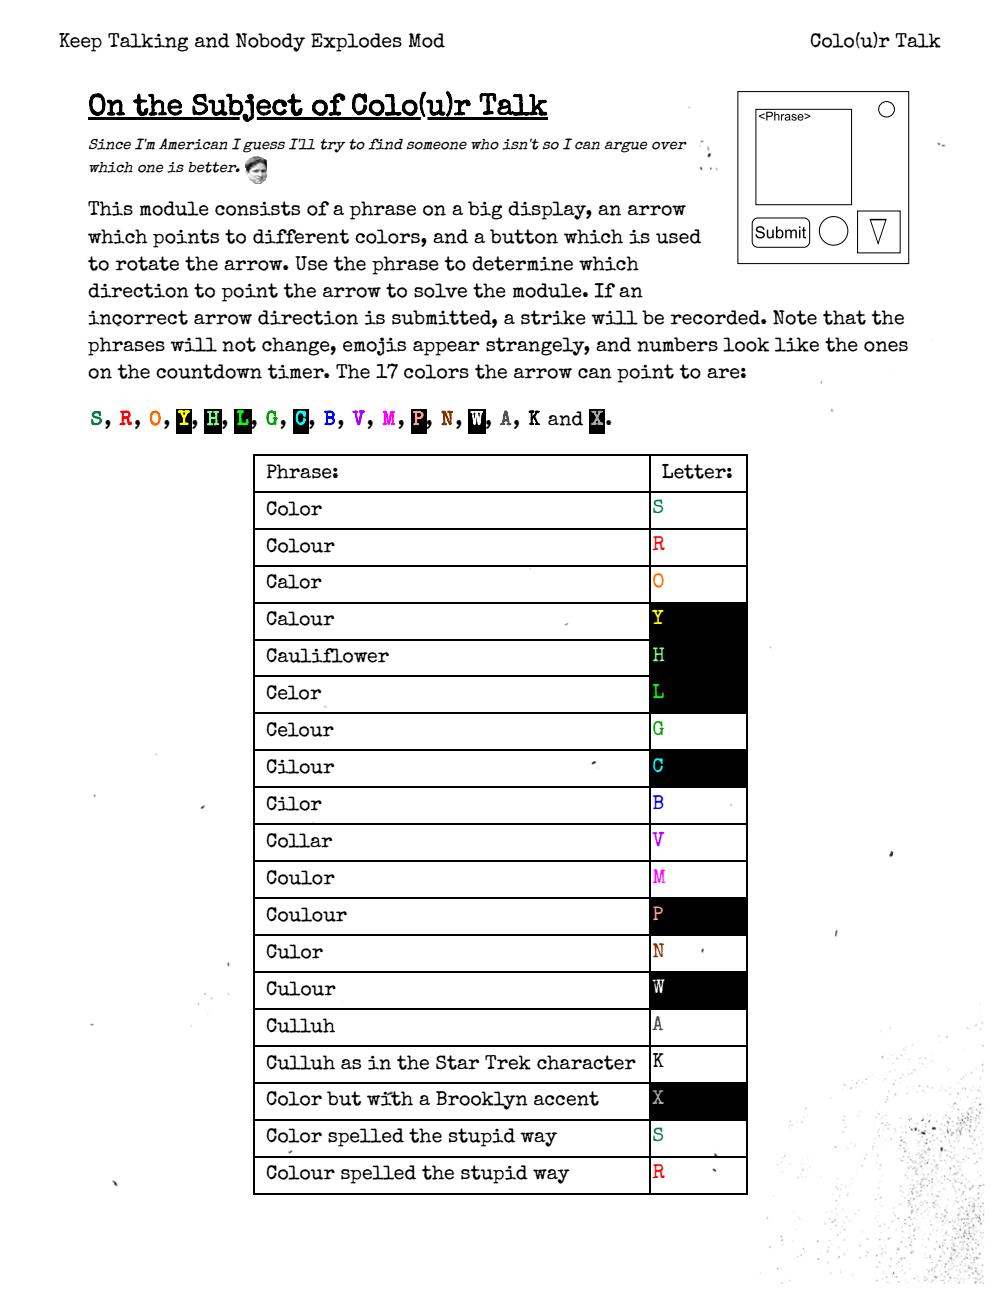 Keep Talking and Nobody Explodes Mod
Colo(u)r Talk
On the Subject of Colo(u)r Talk
Since I'm American I guess I'll try to find someone who isn't so I can argue over
which one is better.
<Phrase>
Submit
This module consists of a phrase on a big display, an arrow
which points to different colors, and a button which is used
to rotate the arrow. Use the phrase to determine which
direction to point the arrow to solve the module. If an
incorrect arrow direction is submitted, a strike will be recorded. Note that the
phrases will not change, emojis appear strangely, and numbers look like the ones
on the countdown timer. The 17 colors the arrow can point to are:
S, R, O, Y, H, L, G, C, B, V, M, P, N, W, A, K and X.
Phrase: Letter:
Color S
Colour R
Calor O
Calour Y
Cauliflower H
Celor L
Celour G
Cilour C
Cilor B
Collar V
Coulor M
Coulour P
Culor N
Culour W
Culluh A
Culluh as in the Star Trek character K
Color but with a Brooklyn accent X
Color spelled the stupid way S
Colour spelled the stupid way R